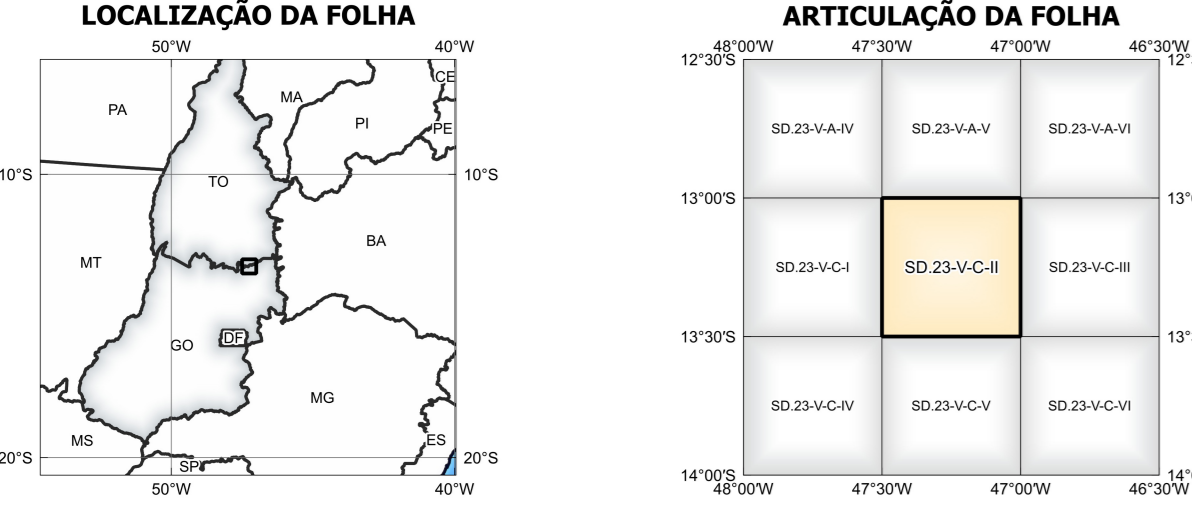 LOCALIZAÇÃO DA FOLHA
50°W 40°W
PA
MA
CE
PI
PE
10°S 10°S
TO
BA
MT
DF
GO
MG
MS
ES
SP
20°S 20°S
50°W 40°W
ARTICULAÇÃO DA FOLHA
48°00'W 47°30'W 47°00'W 46°30'W
12°30'S
SD.23-V-A-IV SD.23-V-A-V SD.23-V-A-VI
13°00'S
SD.23-V-C-I SD.23-V-C-II SD.23-V-C-III
13°30'S
SD.23-V-C-IV SD.23-V-C-V SD.23-V-C-VI
14°00'S
48°00'W 47°30'W 47°00'W 46°30'W